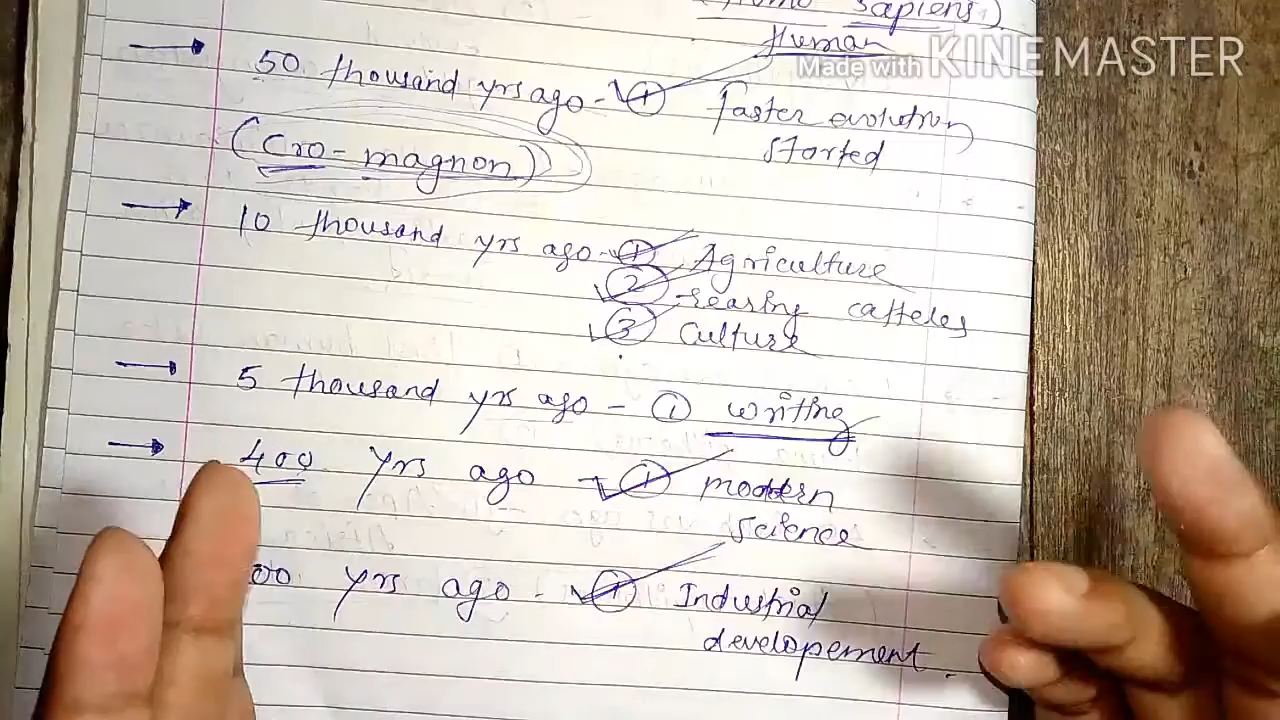 (Homo Sapiens)
Human
Made with KINEMASTER
→ 50 thousand yrs ago - ① Faster evolution
started
(Cro-magnon)
→ 10 thousand yrs ago - ① Agriculture
② rearing catteles
③ Culture
→ 5 thousand yrs ago - ① writing
→ 400 yrs ago - ① modern
science
00 yrs ago - ① Industrial
developement.